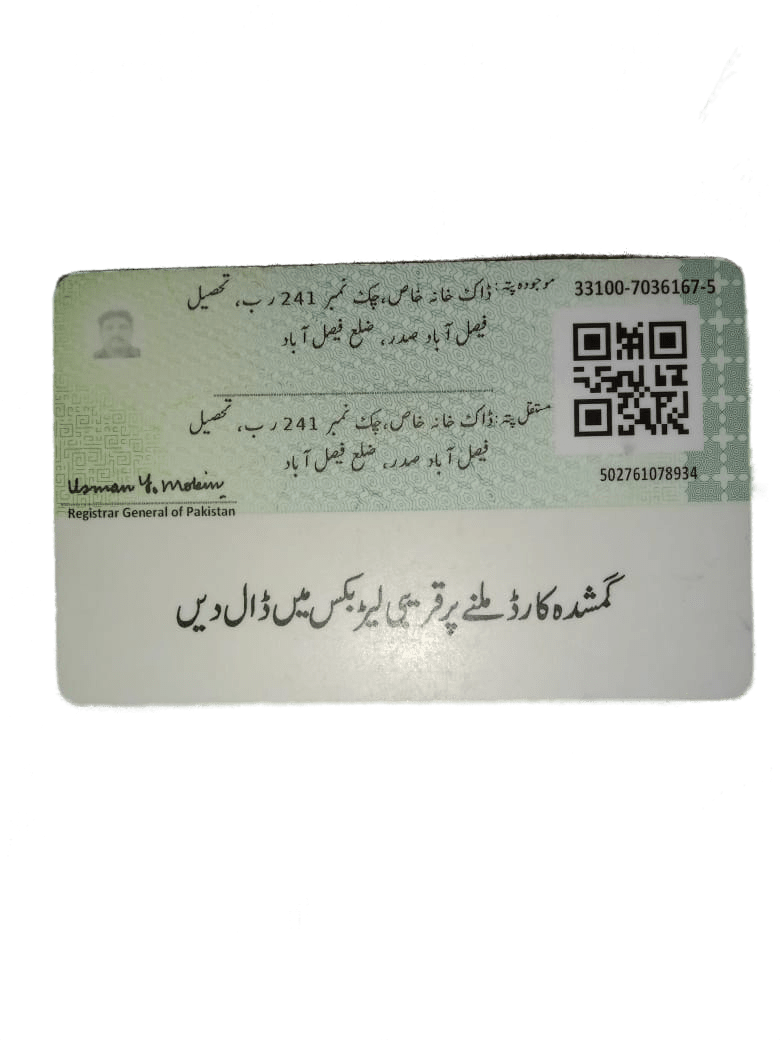 33100-7036167-5
موجودہ پتہ: ڈاک خانہ خاص، چک نمبر 241 ر ب، تحصیل
فیصل آباد صدر، ضلع فیصل آباد
مستقل پتہ: ڈاک خانہ خاص، چک نمبر 241 ر ب، تحصیل
فیصل آباد صدر، ضلع فیصل آباد
502761078934
Usman Y. Mobin
Registrar General of Pakistan
گمشدہ کارڈ ملنے پر قریبی لیٹر بکس میں ڈال دیں